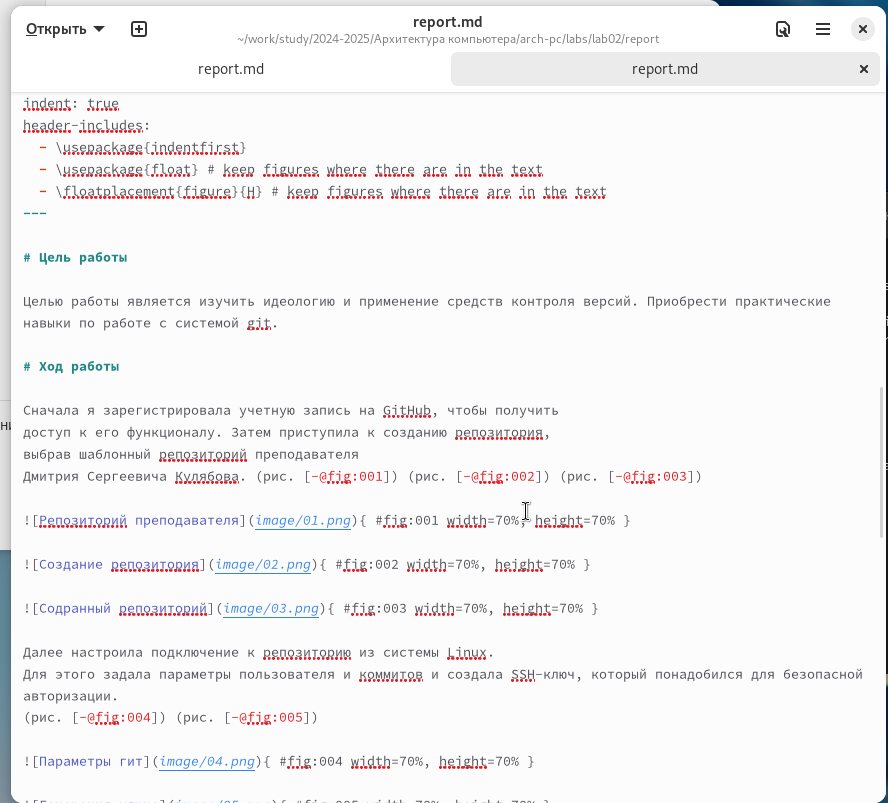 Открыть
report.md
~/work/study/2024-2025/Архитектура компьютера/arch-pc/labs/lab02/report
report.md
report.md
indent: true
header-includes:
- \usepackage{indentfirst}
- \usepackage{float} # keep figures where there are in the text
- \floatplacement{figure}{H} # keep figures where there are in the text
---
# Цель работы
Целью работы является изучить идеологию и применение средств контроля версий. Приобрести практические
навыки по работе с системой git.
# Ход работы
Сначала я зарегистрировала учетную запись на GitHub, чтобы получить
доступ к его функционалу. Затем приступила к созданию репозитория,
выбрав шаблонный репозиторий преподавателя
Дмитрия Сергеевича Кулябова. (рис. [-@fig:001]) (рис. [-@fig:002]) (рис. [-@fig:003])
![Репозиторий преподавателя](image/01.png){ #fig:001 width=70%, height=70% }
![Создание репозитория](image/02.png){ #fig:002 width=70%, height=70% }
![Содранный репозиторий](image/03.png){ #fig:003 width=70%, height=70% }
Далее настроила подключение к репозиторию из системы Linux.
Для этого задала параметры пользователя и коммитов и создала SSH-ключ, который понадобился для безопасной
авторизации.
(рис. [-@fig:004]) (рис. [-@fig:005])
![Параметры гит](image/04.png){ #fig:004 width=70%, height=70% }